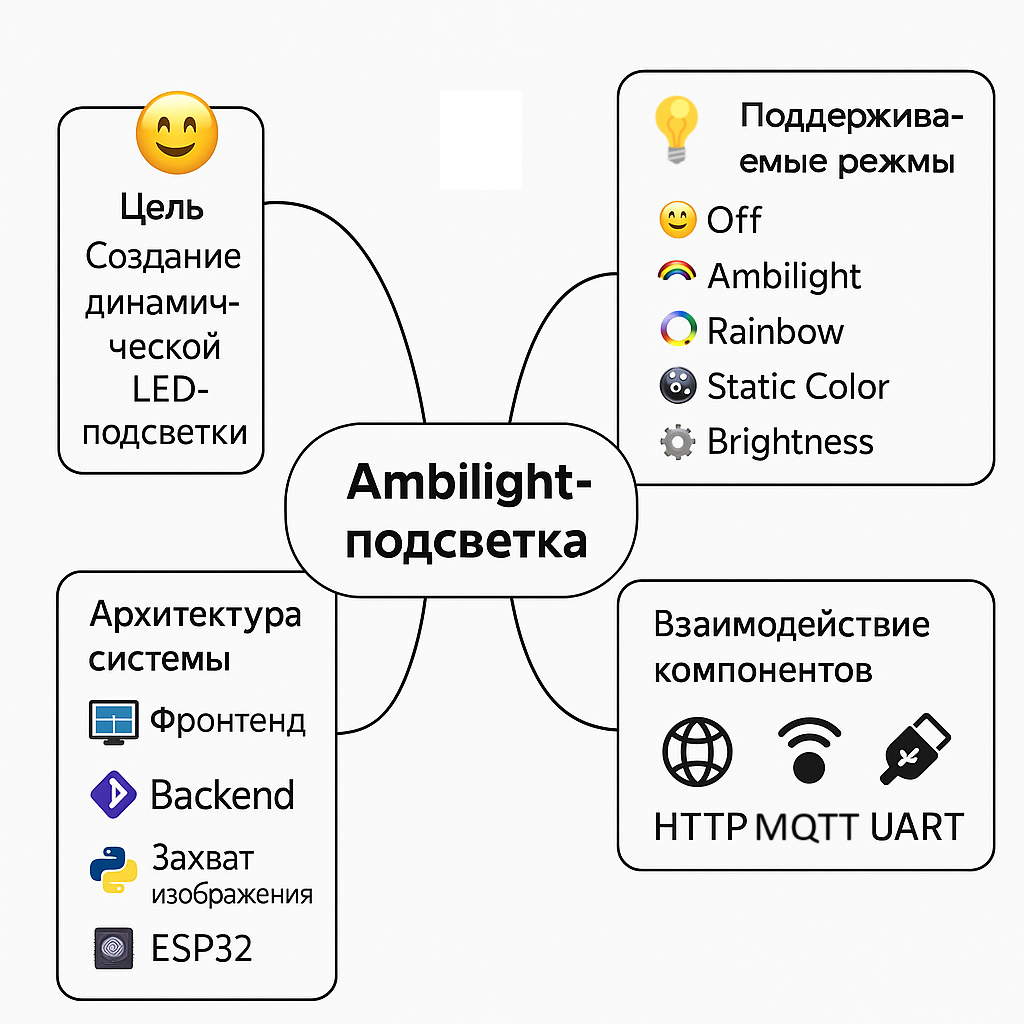 Цель
Создание
динамич-
ческой
LED-
подсветки
Поддержива-
емые режмы
Off
Ambilight
Rainbow
Static Color
Brightness
Ambilight-
подсветка
Архитектура
системы
Фронтенд
Backend
Захват
изображения
ESP32
Взаимодействие
компонентов
HTTP MQTT UART